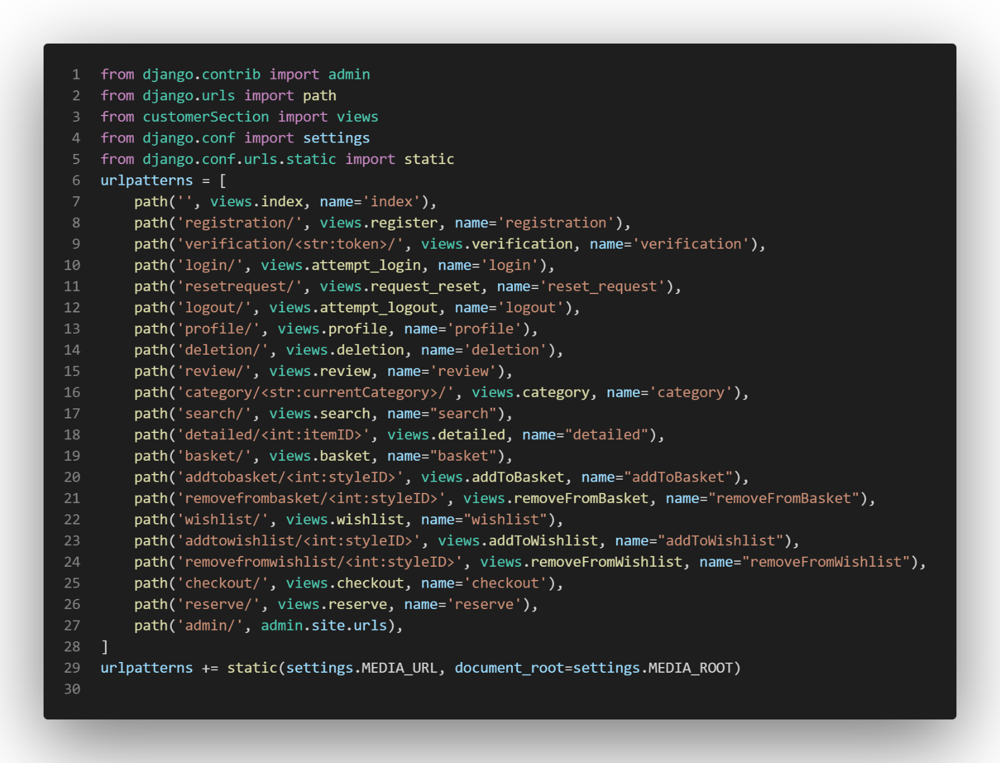 1 from django.contrib import admin
2 from django.urls import path
3 from customerSection import views
4 from django.conf import settings
5 from django.conf.urls.static import static
6 urlpatterns = [
7     path('', views.index, name='index'),
8     path('registration/', views.register, name='registration'),
9     path('verification/<str:token>/', views.verification, name='verification'),
10     path('login/', views.attempt_login, name='login'),
11     path('resetrequest/', views.request_reset, name='reset_request'),
12     path('logout/', views.attempt_logout, name='logout'),
13     path('profile/', views.profile, name='profile'),
14     path('deletion/', views.deletion, name='deletion'),
15     path('review/', views.review, name='review'),
16     path('category/<str:currentCategory>/', views.category, name='category'),
17     path('search/', views.search, name="search"),
18     path('detailed/<int:itemID>', views.detailed, name="detailed"),
19     path('basket/', views.basket, name="basket"),
20     path('addtobasket/<int:styleID>', views.addToBasket, name="addToBasket"),
21     path('removefrombasket/<int:styleID>', views.removeFromBasket, name="removeFromBasket"),
22     path('wishlist/', views.wishlist, name="wishlist"),
23     path('addtowishlist/<int:styleID>', views.addToWishlist, name="addToWishlist"),
24     path('removefromwishlist/<int:styleID>', views.removeFromWishlist, name="removeFromWishlist"),
25     path('checkout/', views.checkout, name='checkout'),
26     path('reserve/', views.reserve, name='reserve'),
27     path('admin/', admin.site.urls),
28 ]
29 urlpatterns += static(settings.MEDIA_URL, document_root=settings.MEDIA_ROOT)
30